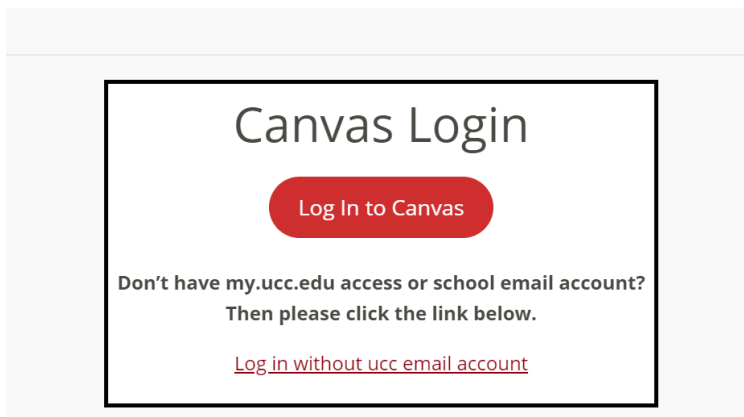 Canvas Login
Log In to Canvas
Don’t have my.ucc.edu access or school email account?
Then please click the link below.
Log in without ucc email account